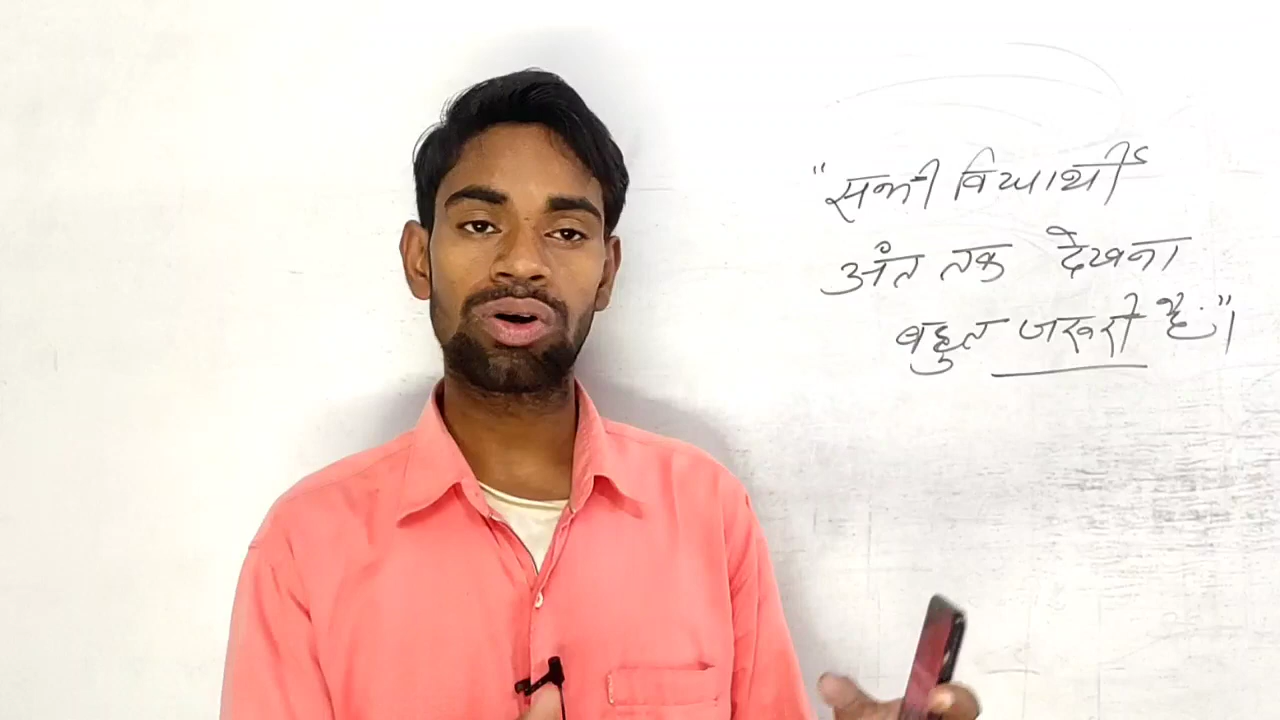 "सभी विद्यार्थी
अंत तक देखना
बहुत जरूरी है."।